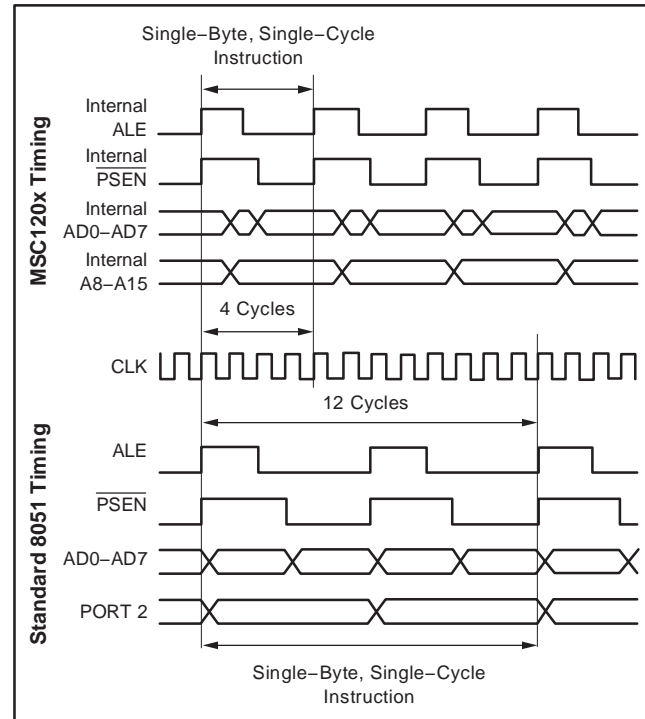 Single−Byte, Single−Cycle
Instruction
MSC120x Timing
Internal
ALE
Internal
PSEN
Internal
AD0−AD7
Internal
A8−A15
4 Cycles
CLK
12 Cycles
Standard 8051 Timing
ALE
PSEN
AD0−AD7
PORT 2
Single−Byte, Single−Cycle
Instruction